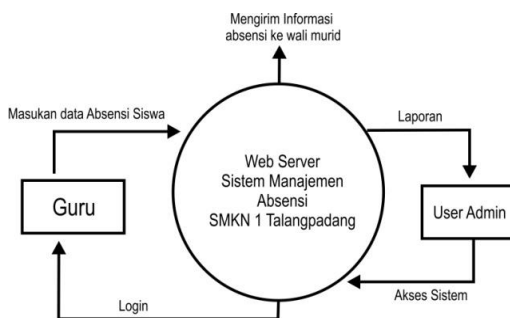 Mengirim Informasi
absensi ke wali murid
Masukan data Absensi Siswa
Laporan
Web Server
Sistem Manajemen
Absensi
SMKN 1 Talangpadang
Guru
User Admin
Login
Akses Sistem